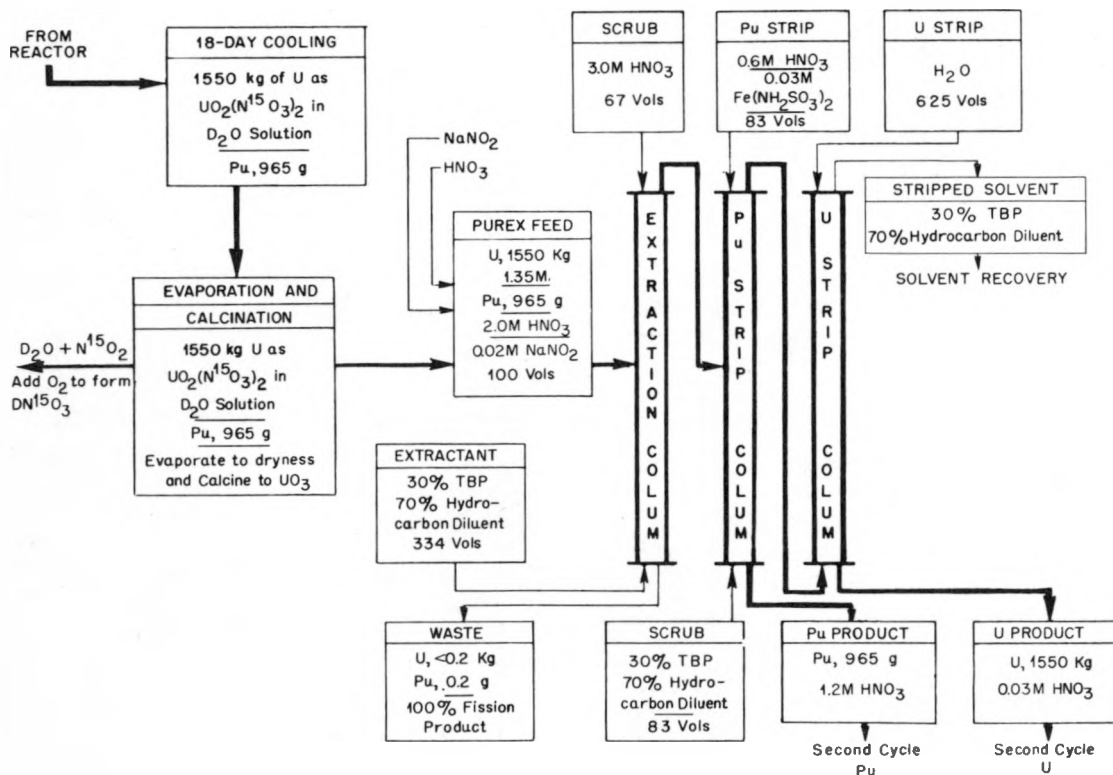 FROM
REACTOR
18-DAY COOLING
1550 kg of U as
UO2(N15O3)2 in
D2O Solution
Pu, 965 g
EVAPORATION AND
CALCINATION
1550 kg U as
UO2(N15O3)2 in
D2O Solution
Pu, 965 g
Evaporate to dryness
and Calcine to UO3
D2O + N15O2
Add O2 to form
DN15O3
NaNO2
HNO3
PUREX FEED
U, 1550 Kg
1.35M.
Pu, 965 g
2.0M HNO3
0.02M NaNO2
100 Vols
EXTRACTANT
30% TBP
70% Hydro-
carbon Diluent
334 Vols
SCRUB
3.0M HNO3
67 Vols
Pu STRIP
0.6M HNO3
0.03M
Fe(NH2SO3)2
83 Vols
U STRIP
H2O
625 Vols
EXTRACTION COLUM
Pu STRIP COLUM
U STRIP COLUM
STRIPPED SOLVENT
30% TBP
70% Hydrocarbon Diluent
SOLVENT RECOVERY
WASTE
U, <0.2 Kg
Pu, .0.2 g
100% Fission
Product
SCRUB
30% TBP
70% Hydro-
carbon Diluent
83 Vols
Pu PRODUCT
Pu, 965 g
1.2M HNO3
Second Cycle
Pu
U PRODUCT
U, 1550 Kg
0.03M HNO3
Second Cycle
U